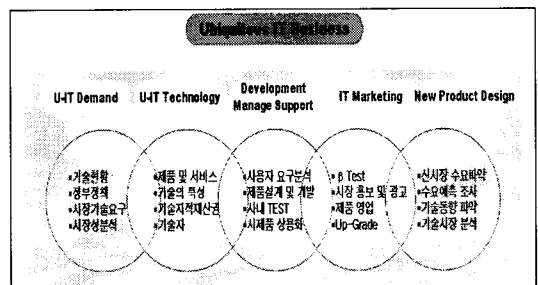 Ubiquitous IT Business
U-IT Demand
U-IT Technology
Development
Manage Support
IT Marketing
New Product Design
▪기술현황
▪정부정책
▪시장기술요구
▪시장성분석
▪제품 및 서비스
▪기술의 특성
▪기술지적재산권
▪기술자
▪사용자 요구분석
▪제품설계 및 개발
▪사내 TEST
▪시제품 상용화
▪β Test
▪시장 홍보 및 광고
▪제품 영업
▪Up-Grade
▪신시장 수요파악
▪수요예측 조사
▪기술동향 파악
▪기술시장 분석